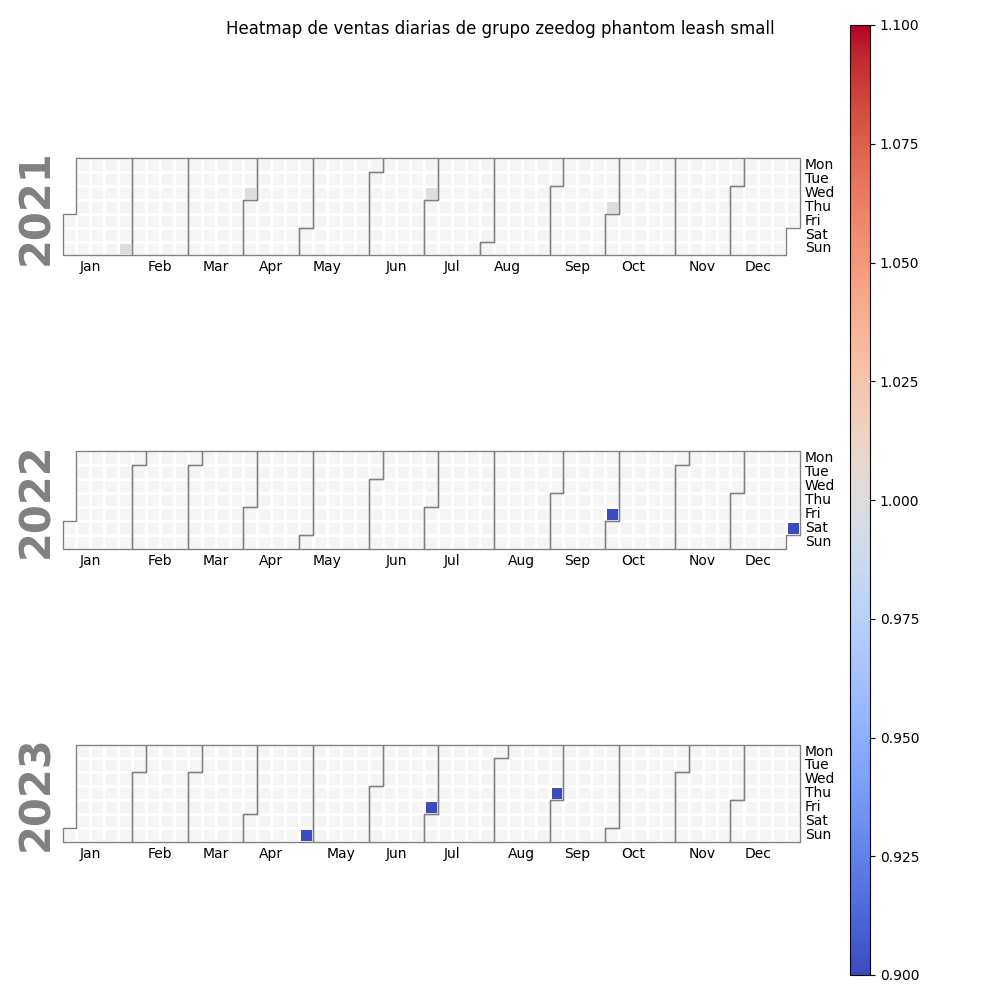 Heatmap de ventas diarias de grupo zeedog phantom leash small
2021
Mon
Tue
Wed
Thu
Fri
Sat
Sun
Jan Feb Mar Apr May Jun Jul Aug Sep Oct Nov Dec
2022
Mon
Tue
Wed
Thu
Fri
Sat
Sun
Jan Feb Mar Apr May Jun Jul Aug Sep Oct Nov Dec
2023
Mon
Tue
Wed
Thu
Fri
Sat
Sun
Jan Feb Mar Apr May Jun Jul Aug Sep Oct Nov Dec
1.100
1.075
1.050
1.025
1.000
0.975
0.950
0.925
0.900